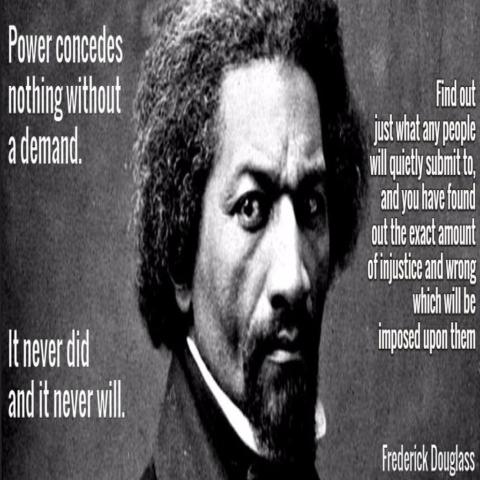 Power concedes
nothing without
a demand.
It never did
and it never will.
Find out
just what any people
will quietly submit to,
and you have found
out the exact amount
of injustice and wrong
which will be
imposed upon them
Frederick Douglass